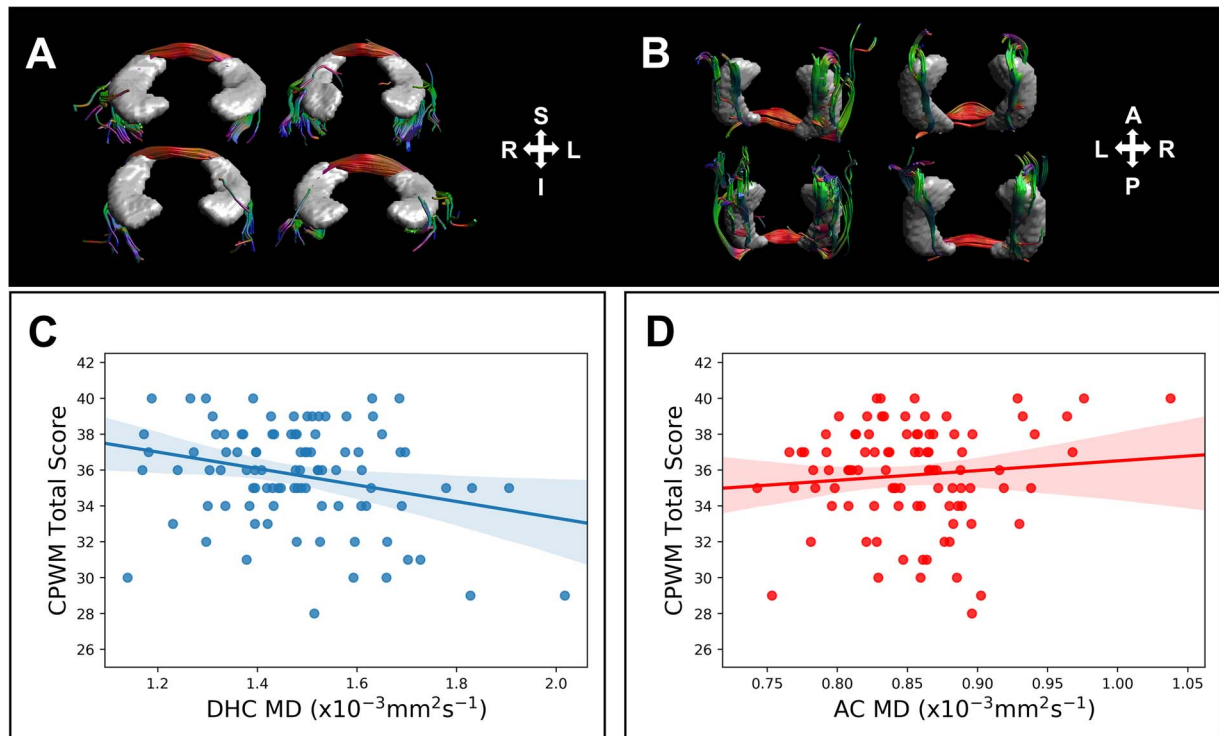 A
S
R L
I
B
A
L R
P
C
CPWM Total Score
42
40
38
36
34
32
30
28
26
1.2 1.4 1.6 1.8 2.0
DHC MD (x10⁻³mm²s⁻¹)
D
CPWM Total Score
42
40
38
36
34
32
30
28
26
0.75 0.80 0.85 0.90 0.95 1.00 1.05
AC MD (x10⁻³mm²s⁻¹)